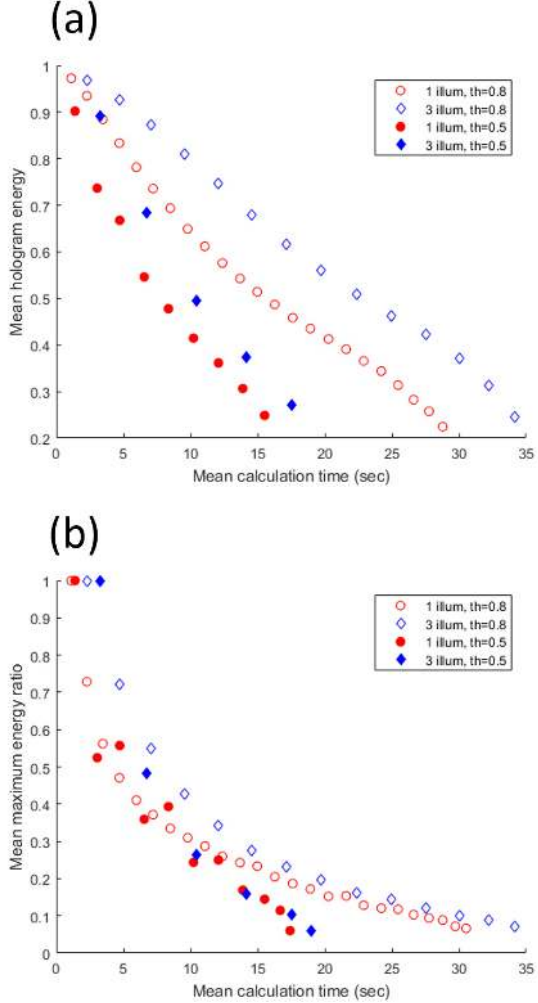 (a)
1
0.9
0.8
0.7
0.6
0.5
0.4
0.3
0.2
Mean hologram energy
1 illum, th=0.8
3 illum, th=0.8
1 illum, th=0.5
3 illum, th=0.5
0 5 10 15 20 25 30 35
Mean calculation time (sec)
(b)
1
0.9
0.8
0.7
0.6
0.5
0.4
0.3
0.2
0.1
0
Mean maximum energy ratio
1 illum, th=0.8
3 illum, th=0.8
1 illum, th=0.5
3 illum, th=0.5
0 5 10 15 20 25 30 35
Mean calculation time (sec)